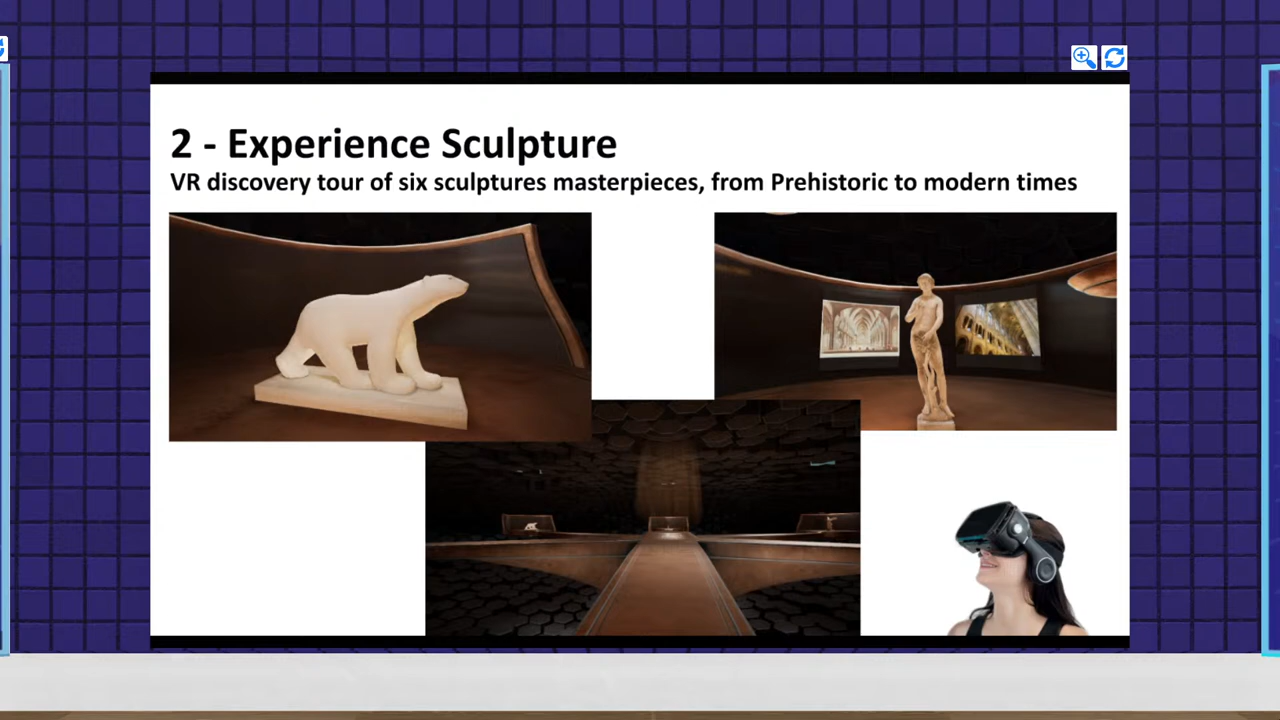 2 - Experience Sculpture
VR discovery tour of six sculptures masterpieces, from Prehistoric to modern times